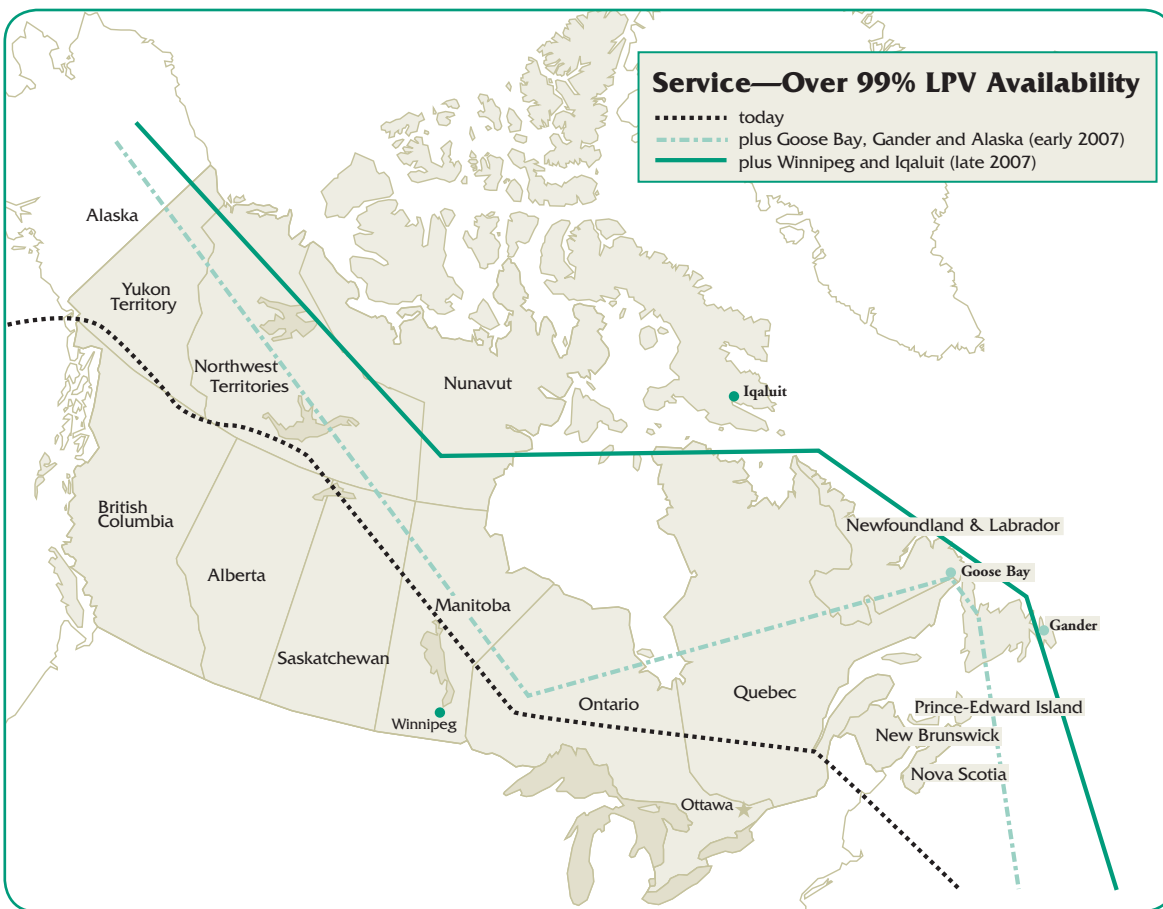 Service—Over 99% LPV Availability
today
plus Goose Bay, Gander and Alaska (early 2007)
plus Winnipeg and Iqaluit (late 2007)
Alaska
Yukon
Territory
Northwest
Territories
Nunavut
Iqaluit
British
Columbia
Newfoundland & Labrador
Alberta
Goose Bay
Manitoba
Gander
Saskatchewan
Quebec
Ontario
Prince-Edward Island
Winnipeg
New Brunswick
Nova Scotia
Ottawa